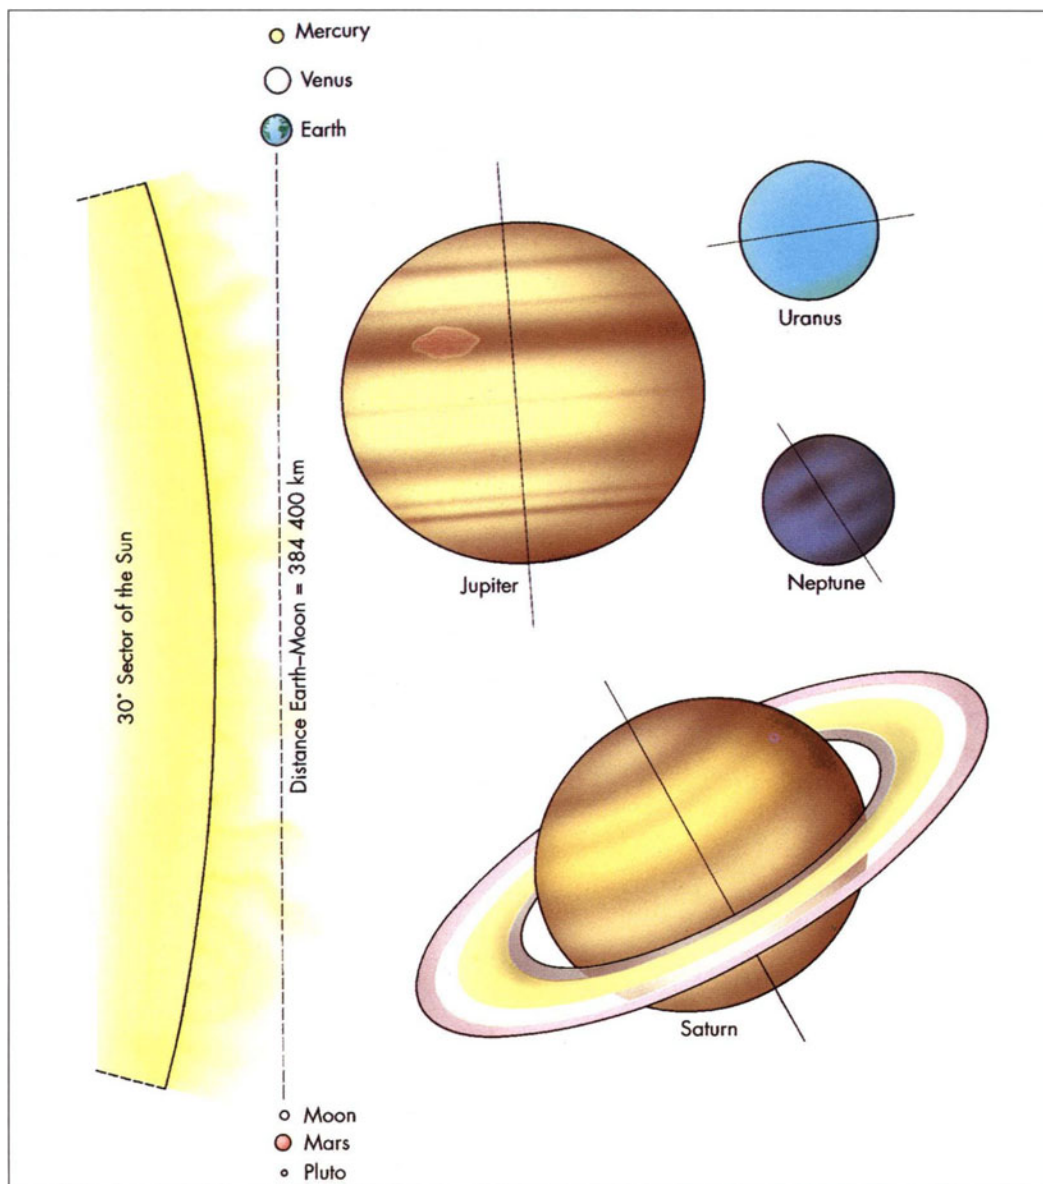 Mercury
Venus
Earth
Uranus
Neptune
Jupiter
30° Sector of the Sun
Distance Earth–Moon = 384 400 km
Saturn
Moon
Mars
Pluto